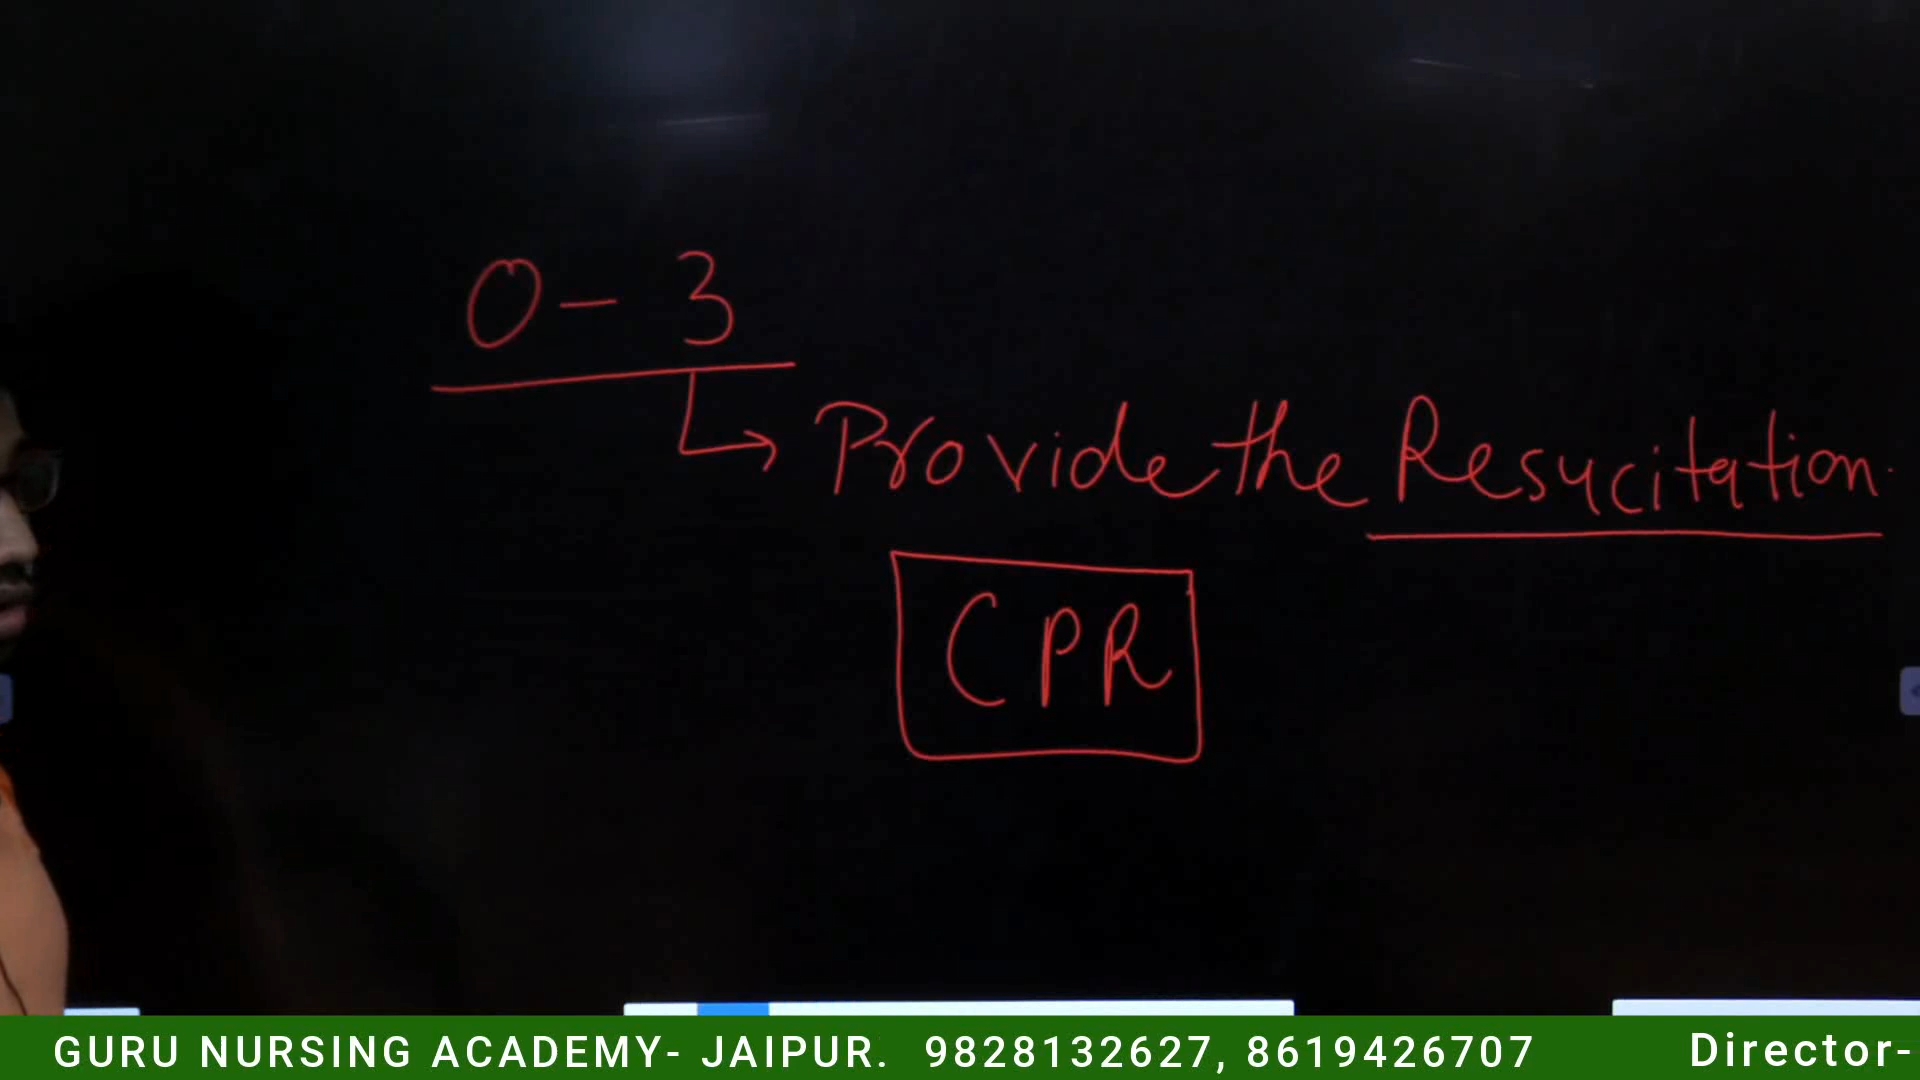 0 - 3
Provide the Resucitation.
CPR
GURU NURSING ACADEMY- JAIPUR. 9828132627, 8619426707 Director-